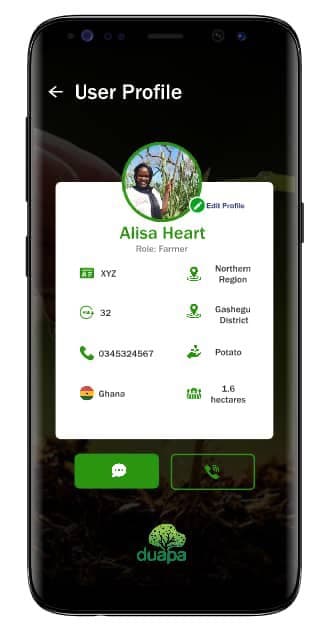 User Profile
Edit Profile
Alisa Heart
Role: Farmer
XYZ
Northern
Region
32
Gashegu
District
0345324567
Potato
Ghana
1.6
hectares
duapa